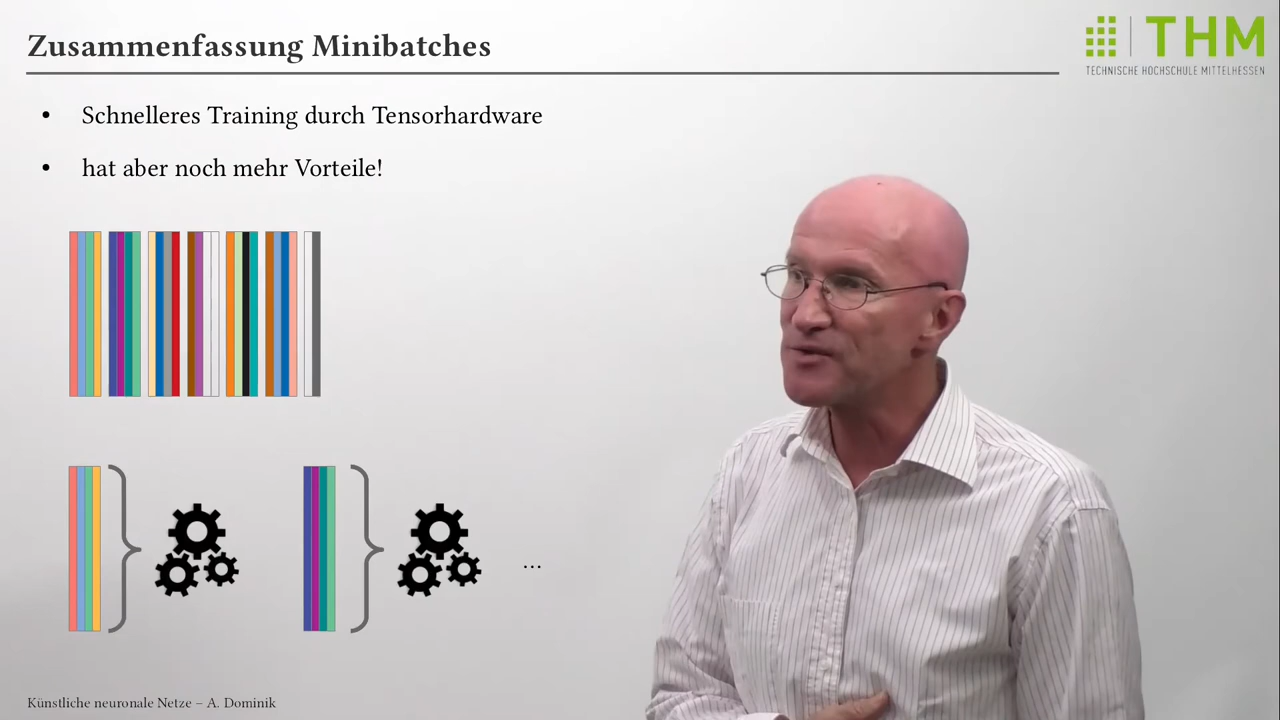 Zusammenfassung Minibatches
THM
TECHNISCHE HOCHSCHULE MITTELHESSEN
• Schnelleres Training durch Tensorhardware
• hat aber noch mehr Vorteile!
...
Künstliche neuronale Netze – A. Dominik